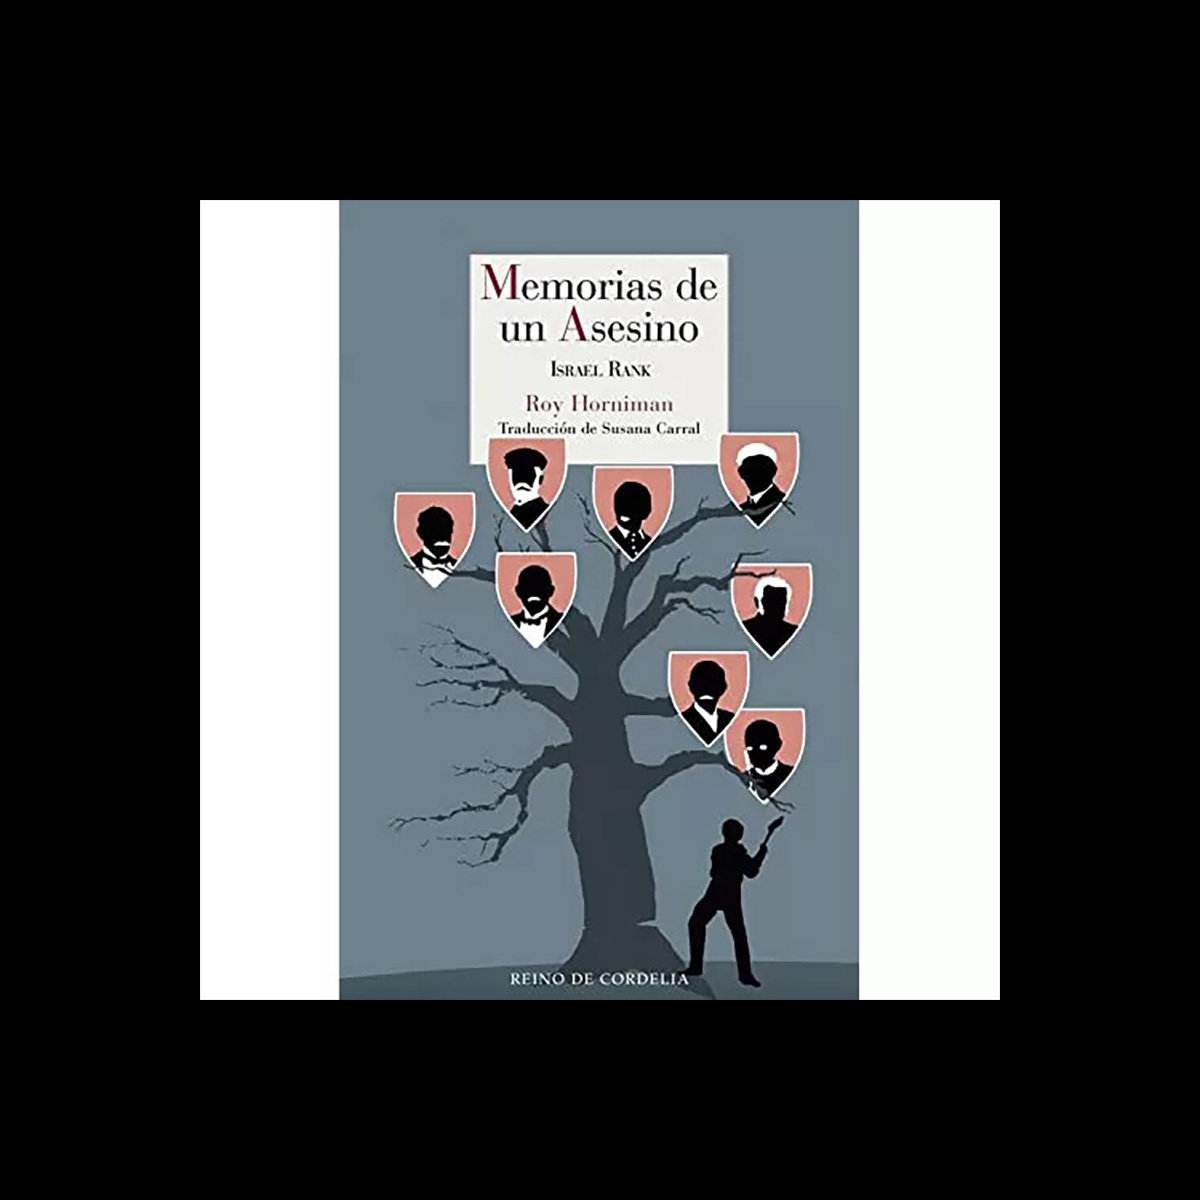 Memorias de
un Asesino
ISRAEL RANK
Roy Horniman
Traducción de Susana Carral
REINO DE CORDELIA